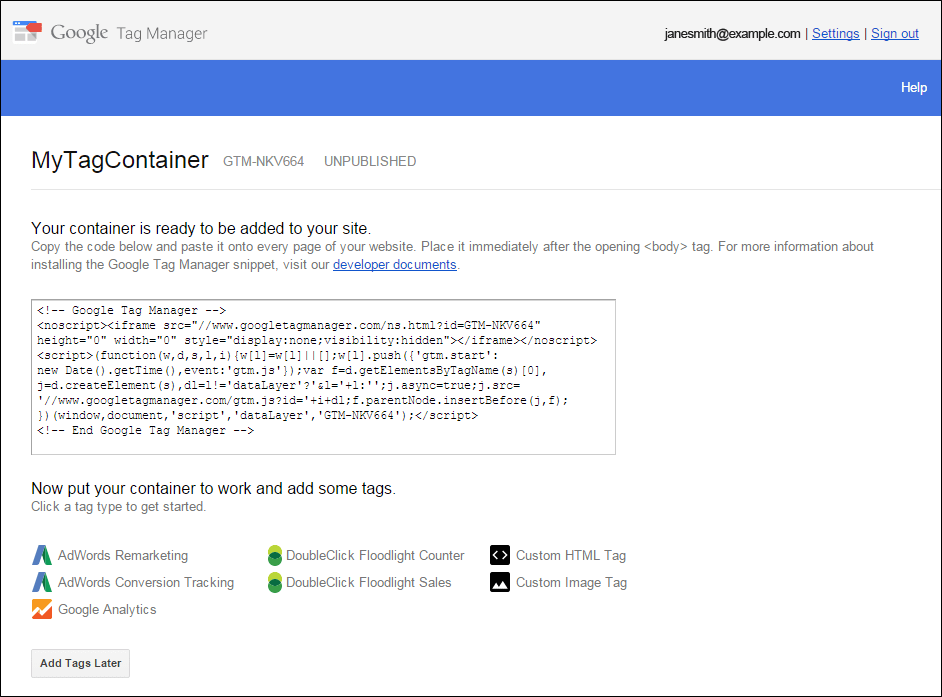 Google Tag Manager
janesmith@example.com | Settings | Sign out
Help
MyTagContainer GTM-NKV664 UNPUBLISHED
Your container is ready to be added to your site.
Copy the code below and paste it onto every page of your website. Place it immediately after the opening <body> tag. For more information about
installing the Google Tag Manager snippet, visit our developer documents.
<!-- Google Tag Manager -->
<noscript><iframe src="//www.googletagmanager.com/ns.html?id=GTM-NKV664"
height="0" width="0" style="display:none;visibility:hidden"></iframe></noscript>
<script>(function(w,d,s,l,i){w[l]=w[l]||[];w[l].push({'gtm.start':
new Date().getTime(),event:'gtm.js'});var f=d.getElementsByTagName(s)[0],
j=d.createElement(s),dl=l!='dataLayer'?'&l='+l:'';j.async=true;j.src=
'//www.googletagmanager.com/gtm.js?id='+i+dl;f.parentNode.insertBefore(j,f);
})(window,document,'script','dataLayer','GTM-NKV664');</script>
<!-- End Google Tag Manager -->
Now put your container to work and add some tags.
Click a tag type to get started.
AdWords Remarketing DoubleClick Floodlight Counter Custom HTML Tag
AdWords Conversion Tracking DoubleClick Floodlight Sales Custom Image Tag
Google Analytics
Add Tags Later